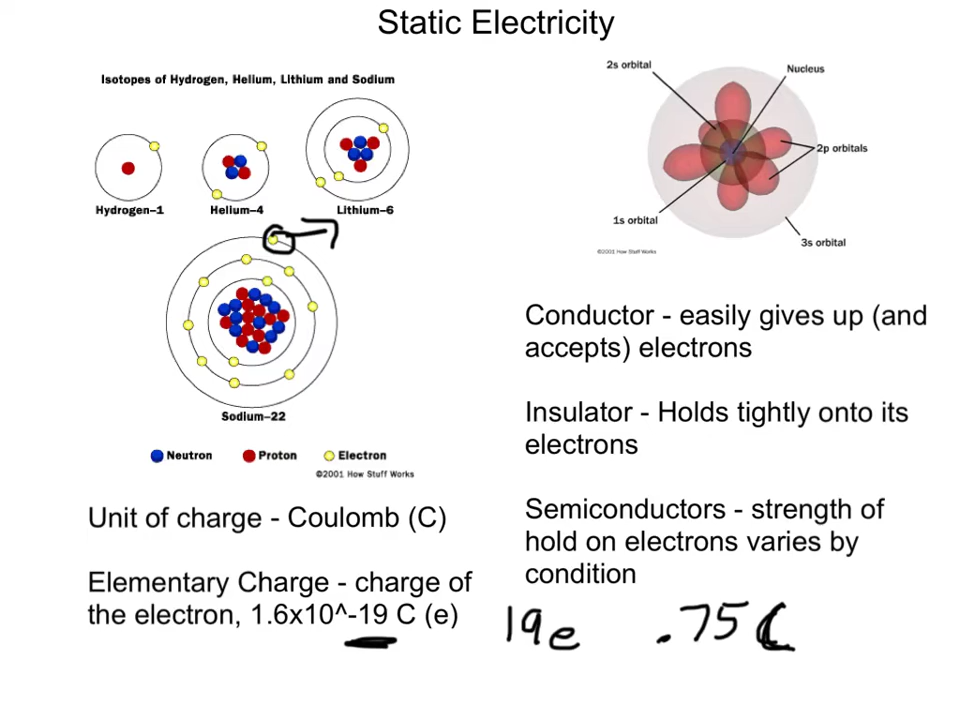 Static Electricity
Isotopes of Hydrogen, Helium, Lithium and Sodium
Hydrogen–1
Helium–4
Lithium–6
Sodium–22
Neutron
Proton
Electron
©2001 How Stuff Works
2s orbital
Nucleus
2p orbitals
1s orbital
3s orbital
©2001 How Stuff Works
Unit of charge - Coulomb (C)
Elementary Charge - charge of
the electron, 1.6x10^-19 C (e)
Conductor - easily gives up (and
accepts) electrons
Insulator - Holds tightly onto its
electrons
Semiconductors - strength of
hold on electrons varies by
condition
19e .75C